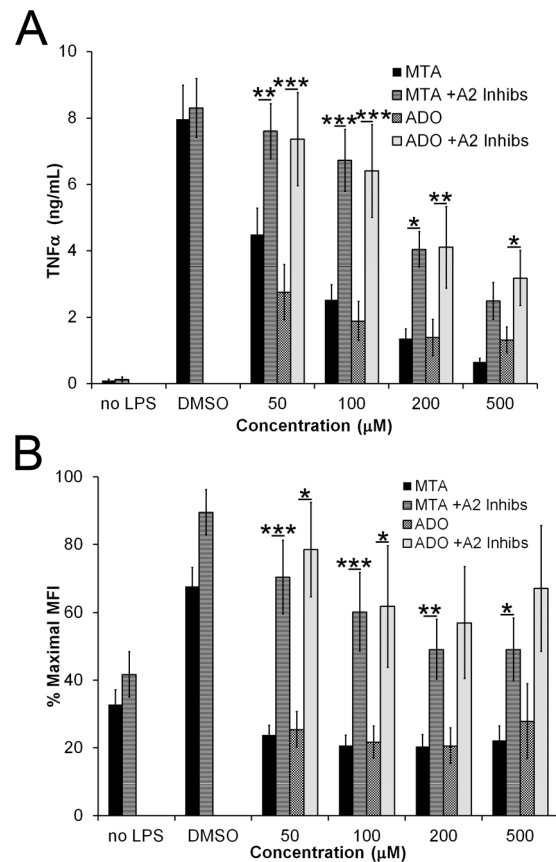 A
10
8
6
4
2
0
TNFα (ng/mL)
MTA
MTA +A2 Inhibs
ADO
ADO +A2 Inhibs
** ***
*** ***
* **
*
no LPS DMSO 50 100 200 500
Concentration (μM)
B
100
80
60
40
20
0
% Maximal MFI
MTA
MTA +A2 Inhibs
ADO
ADO +A2 Inhibs
*** *
*** *
**
*
no LPS DMSO 50 100 200 500
Concentration (μM)